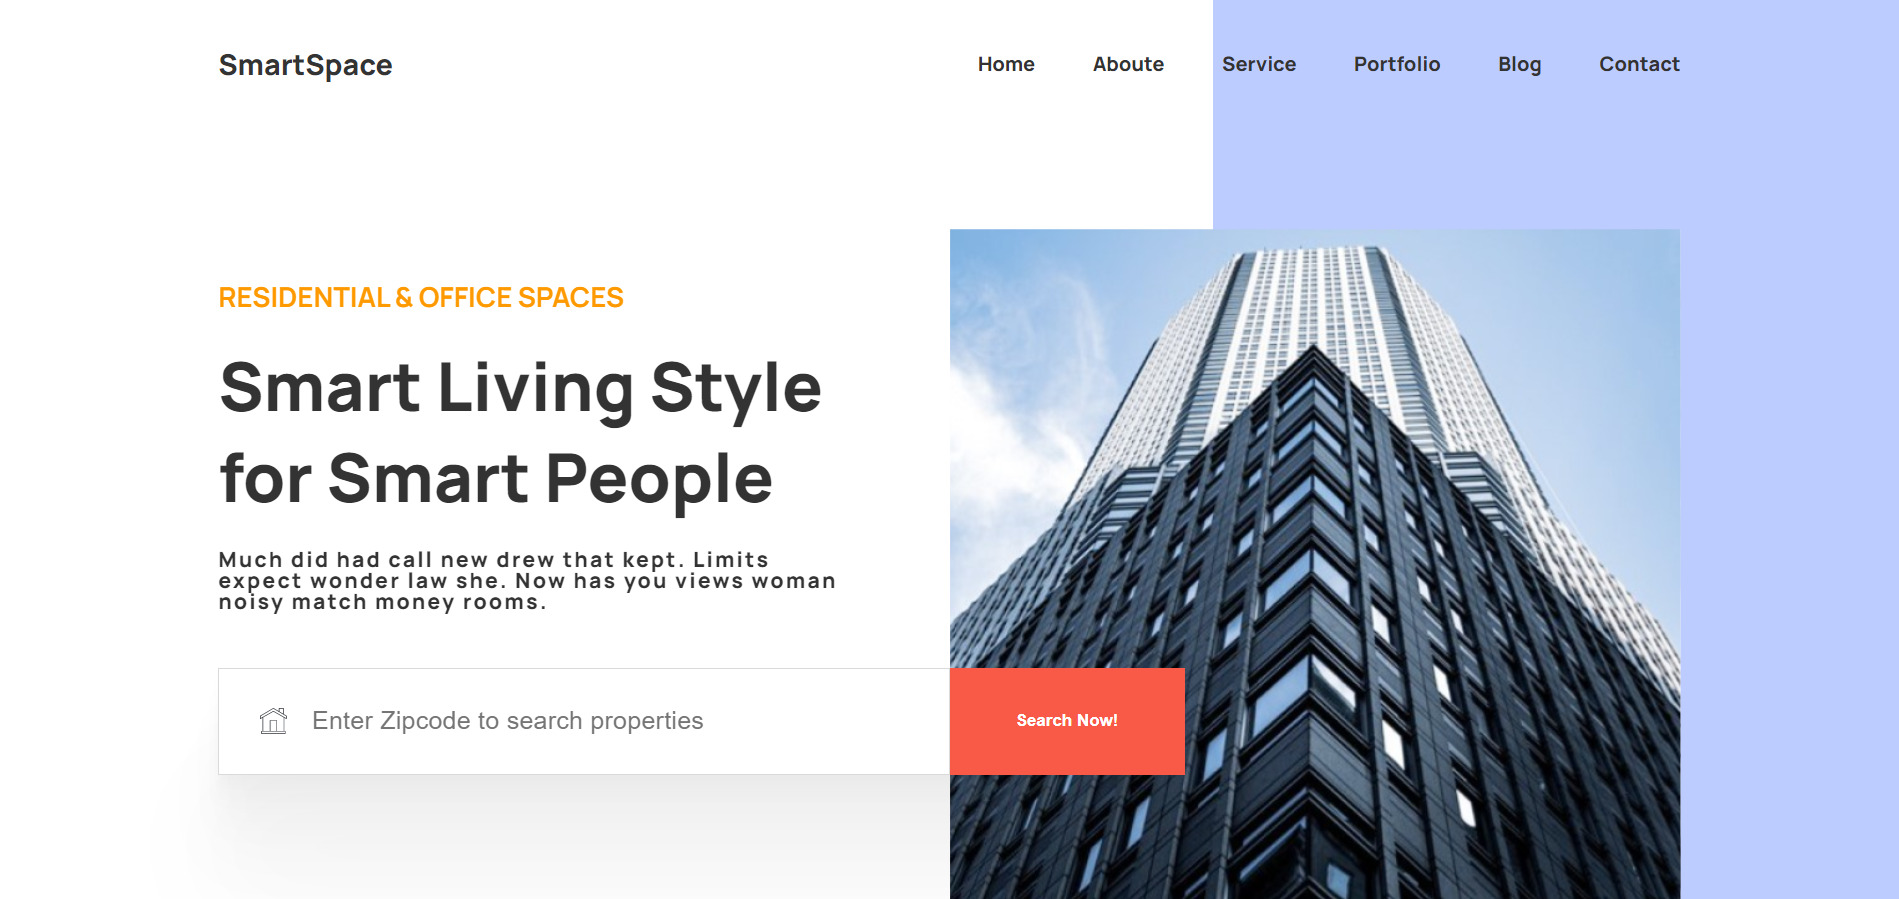 SmartSpace
Home Aboute Service Portfolio Blog Contact
RESIDENTIAL & OFFICE SPACES
Smart Living Style
for Smart People
Much did had call new drew that kept. Limits
expect wonder law she. Now has you views woman
noisy match money rooms.
Enter Zipcode to search properties
Search Now!